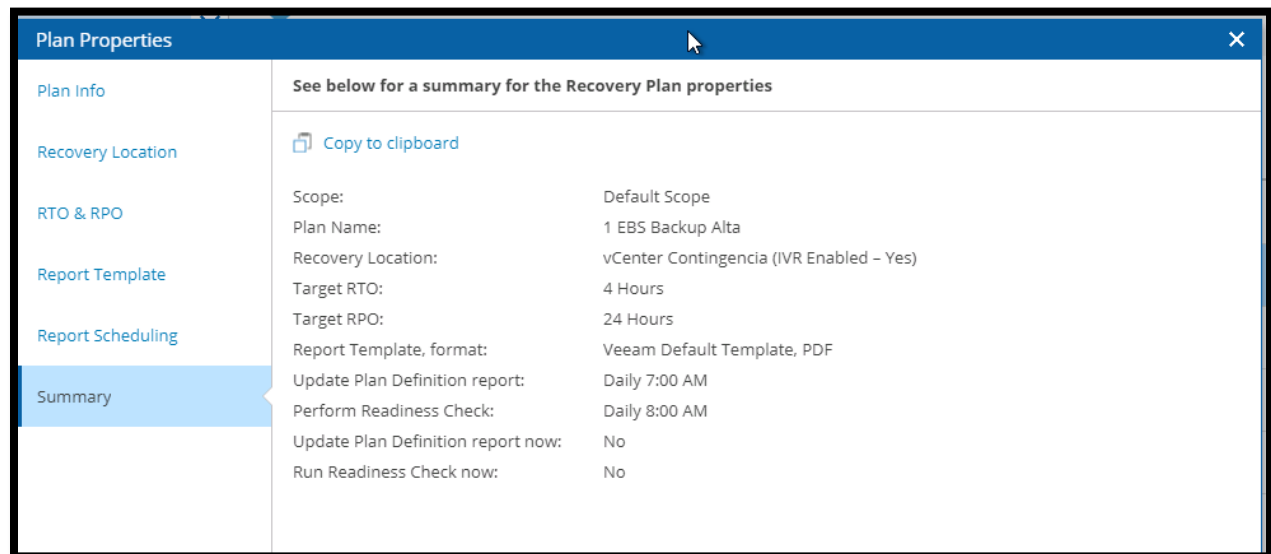 Plan Properties
Plan Info
Recovery Location
RTO & RPO
Report Template
Report Scheduling
Summary
See below for a summary for the Recovery Plan properties
Copy to clipboard
Scope: Default Scope
Plan Name: 1 EBS Backup Alta
Recovery Location: vCenter Contingencia (IVR Enabled – Yes)
Target RTO: 4 Hours
Target RPO: 24 Hours
Report Template, format: Veeam Default Template, PDF
Update Plan Definition report: Daily 7:00 AM
Perform Readiness Check: Daily 8:00 AM
Update Plan Definition report now: No
Run Readiness Check now: No